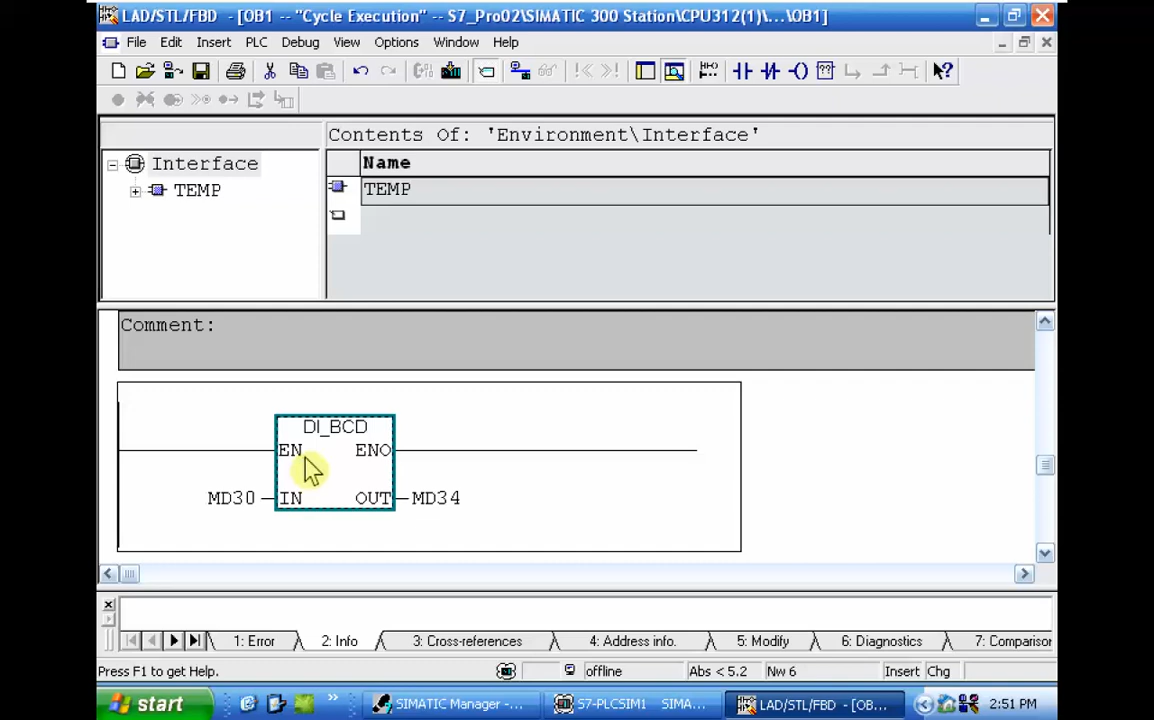 LAD/STL/FBD - [OB1 -- "Cycle Execution" -- S7_Pro02\SIMATIC 300 Station\CPU312(1)\...\OB1]
File Edit Insert PLC Debug View Options Window Help
Contents Of: 'Environment\Interface'
Interface
TEMP
Name
TEMP
Comment:
DI_BCD
EN ENO
MD30 IN OUT MD34
1: Error 2: Info 3: Cross-references 4: Address info. 5: Modify 6: Diagnostics 7: Comparison
Press F1 to get Help. offline Abs < 5.2 Nw 6 Insert Chg
start SIMATIC Manager -... S7-PLCSIM1 SIMA... LAD/STL/FBD - [OB... 2:51 PM